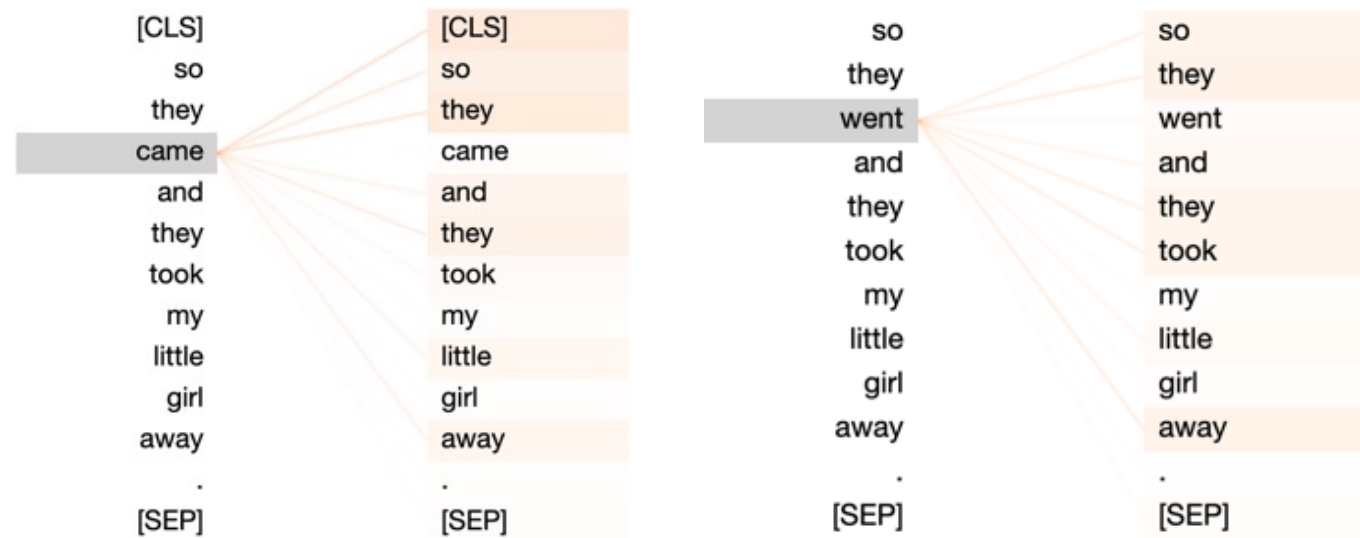 [CLS] [CLS]
so so
they they
came came
and and
they they
took took
my my
little little
girl girl
away away
. .
[SEP] [SEP]
so so
they they
went went
and and
they they
took took
my my
little little
girl girl
away away
. .
[SEP] [SEP]